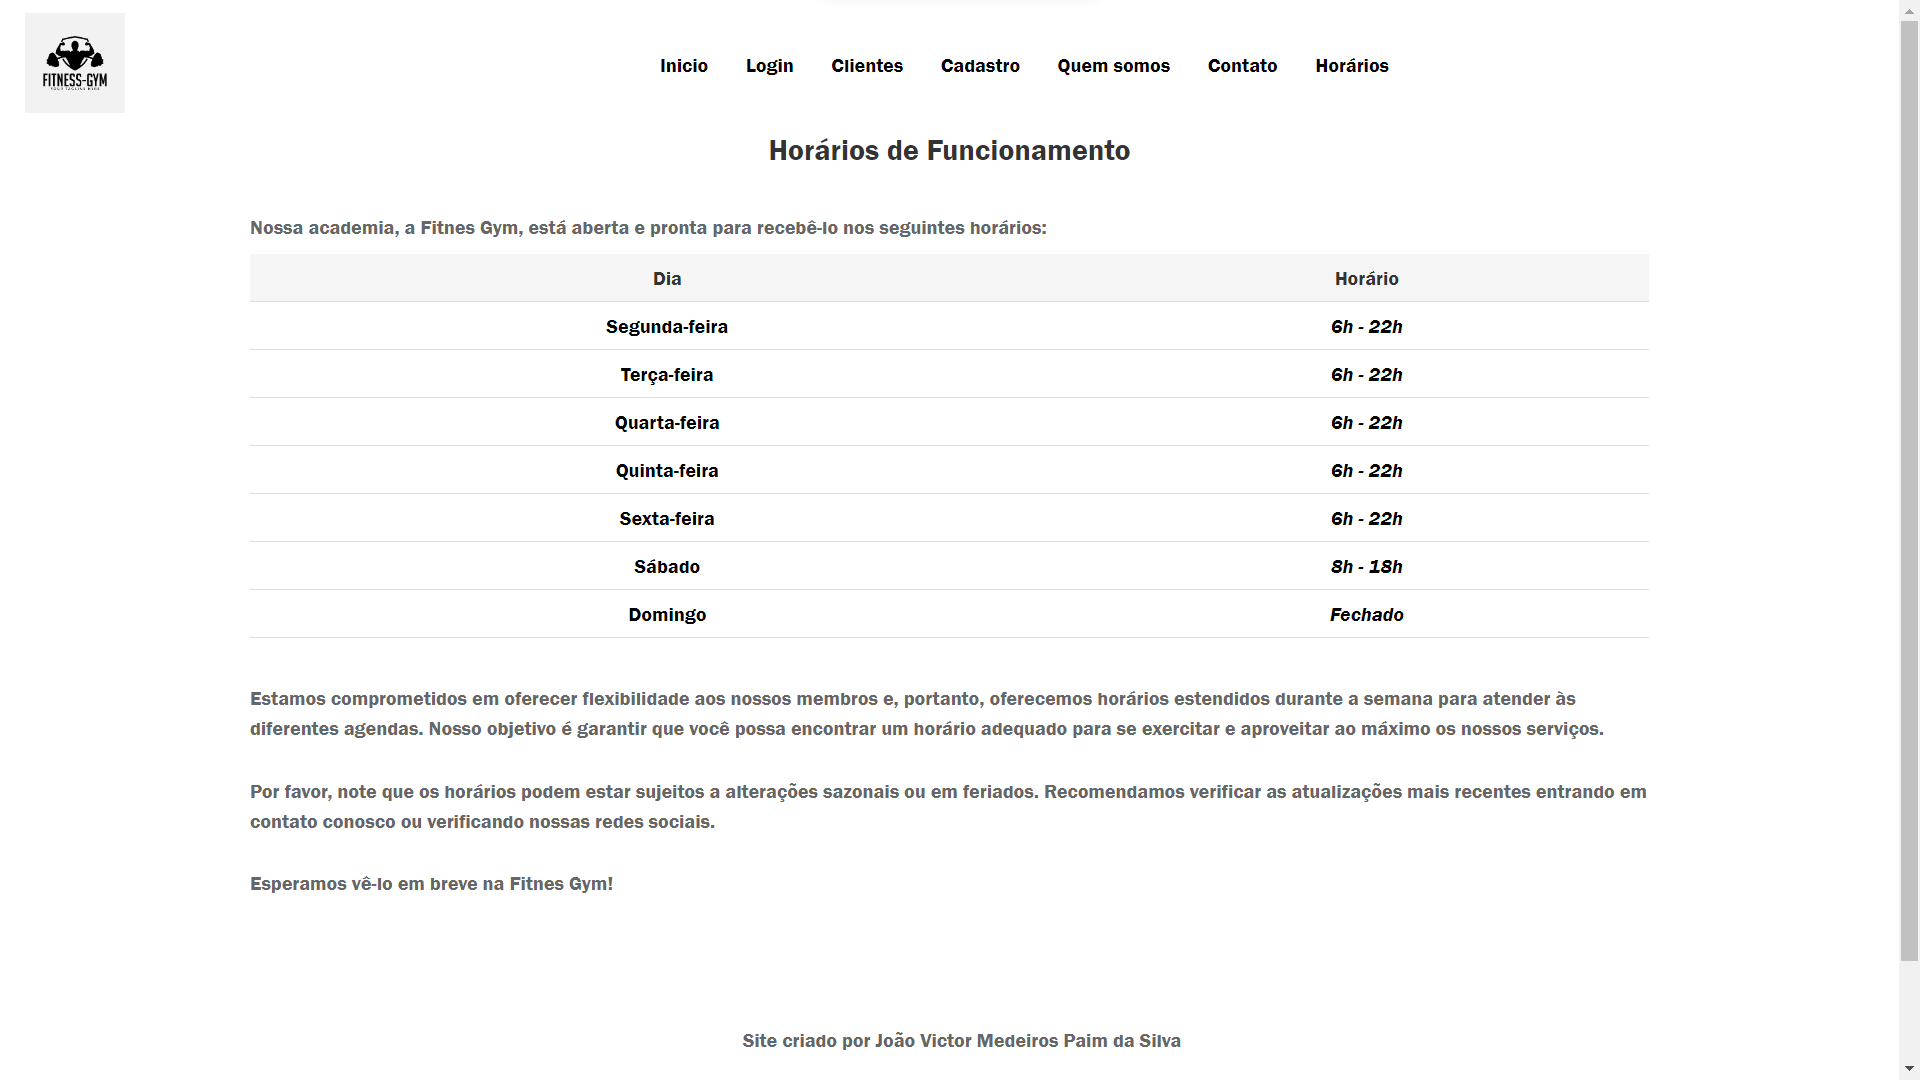 FITNESS-GYM
YOUR TAGLINE HERE
Inicio Login Clientes Cadastro Quem somos Contato Horários
Horários de Funcionamento
Nossa academia, a Fitnes Gym, está aberta e pronta para recebê-lo nos seguintes horários:
Dia Horário
Segunda-feira 6h - 22h
Terça-feira 6h - 22h
Quarta-feira 6h - 22h
Quinta-feira 6h - 22h
Sexta-feira 6h - 22h
Sábado 8h - 18h
Domingo Fechado
Estamos comprometidos em oferecer flexibilidade aos nossos membros e, portanto, oferecemos horários estendidos durante a semana para atender às
diferentes agendas. Nosso objetivo é garantir que você possa encontrar um horário adequado para se exercitar e aproveitar ao máximo os nossos serviços.
Por favor, note que os horários podem estar sujeitos a alterações sazonais ou em feriados. Recomendamos verificar as atualizações mais recentes entrando em
contato conosco ou verificando nossas redes sociais.
Esperamos vê-lo em breve na Fitnes Gym!
Site criado por João Victor Medeiros Paim da Silva